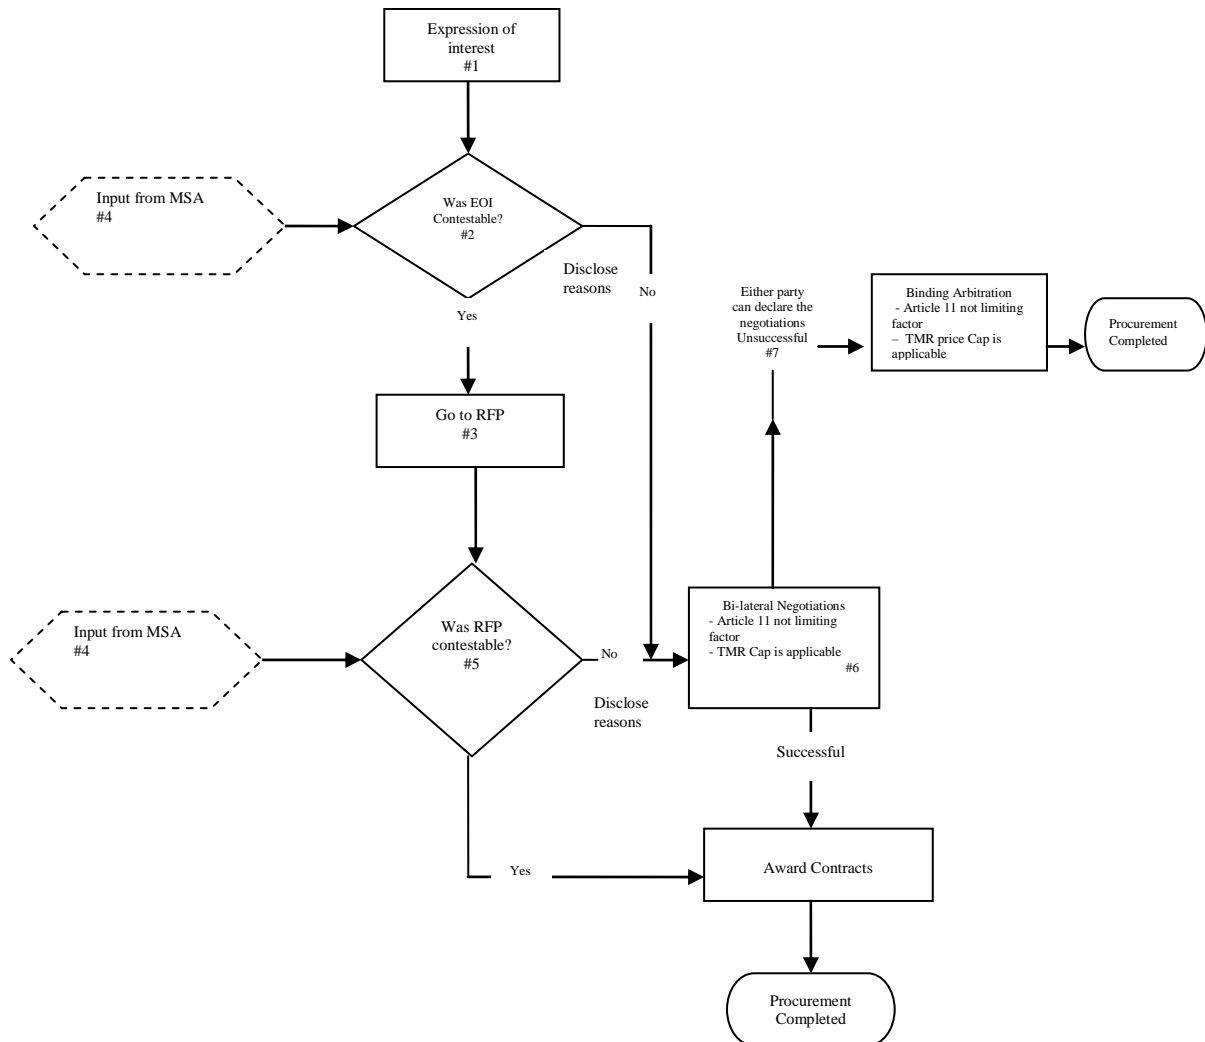 Expression of
interest
#1
Input from MSA
#4
Was EOI
Contestable?
#2
Disclose
reasons
No
Yes
Either party
can declare the
negotiations
Unsuccessful
#7
Binding Arbitration
- Article 11 not limiting
factor
– TMR price Cap is
applicable
Procurement
Completed
Go to RFP
#3
Input from MSA
#4
Was RFP
contestable?
#5
No
Disclose
reasons
Bi-lateral Negotiations
- Article 11 not limiting
factor
- TMR Cap is applicable
#6
Successful
Yes
Award Contracts
Procurement
Completed